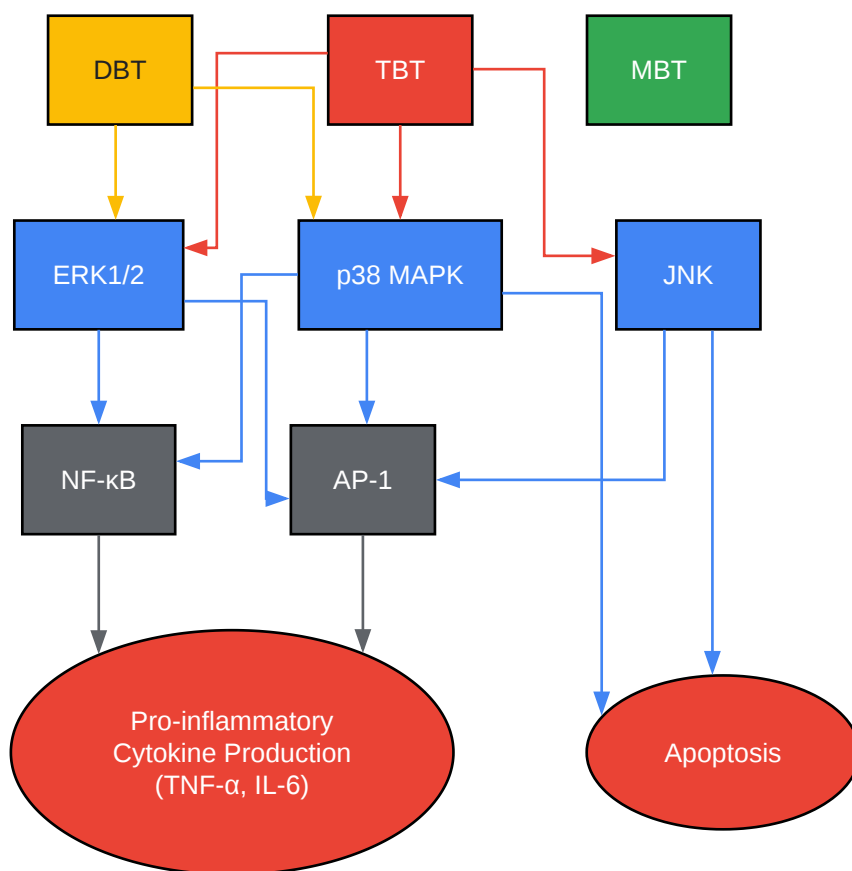 DBT
TBT
MBT
ERK1/2
p38 MAPK
JNK
NF-κB
AP-1
Pro-inflammatory
Cytokine Production
(TNF-α, IL-6)
Apoptosis